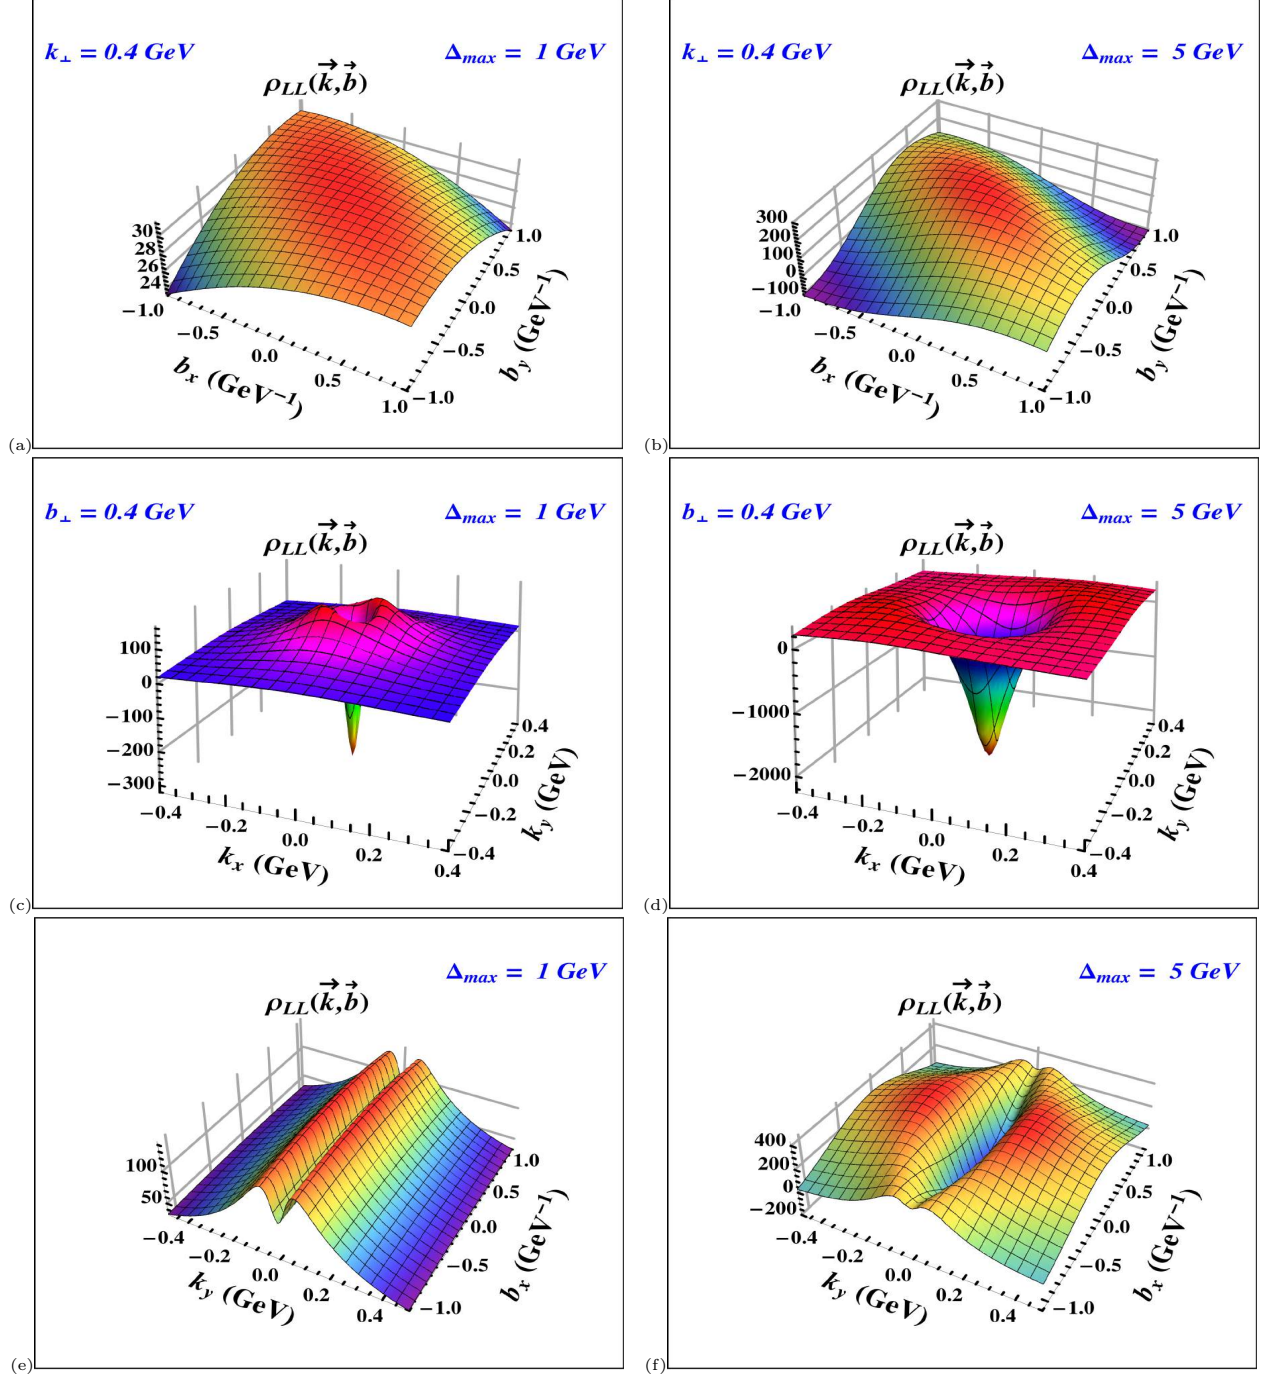 k⊥ = 0.4 GeV
Δmax = 1 GeV
ρLL(k⃗,b⃗)
30
28
26
24
−1.0
−0.5
0.0
0.5
1.0
bx (GeV−1)
1.0
0.5
0.0
−0.5
−1.0
by (GeV−1)
(a)
k⊥ = 0.4 GeV
Δmax = 5 GeV
ρLL(k⃗,b⃗)
300
200
100
0
−100
−1.0
−0.5
0.0
0.5
1.0
bx (GeV−1)
1.0
0.5
0.0
−0.5
−1.0
by (GeV−1)
(b)
b⊥ = 0.4 GeV
Δmax = 1 GeV
ρLL(k⃗,b⃗)
100
0
−100
−200
−300
−0.4
−0.2
0.0
0.2
0.4
kx (GeV)
0.4
0.2
0.0
−0.2
−0.4
ky (GeV)
(c)
b⊥ = 0.4 GeV
Δmax = 5 GeV
ρLL(k⃗,b⃗)
0
−1000
−2000
−0.4
−0.2
0.0
0.2
0.4
kx (GeV)
0.4
0.2
0.0
−0.2
−0.4
ky (GeV)
(d)
Δmax = 1 GeV
ρLL(k⃗,b⃗)
100
50
−0.4
−0.2
0.0
0.2
0.4
ky (GeV)
1.0
0.5
0.0
−0.5
−1.0
bx (GeV−1)
(e)
Δmax = 5 GeV
ρLL(k⃗,b⃗)
400
200
0
−200
−0.4
−0.2
0.0
0.2
0.4
ky (GeV)
1.0
0.5
0.0
−0.5
−1.0
bx (GeV−1)
(f)